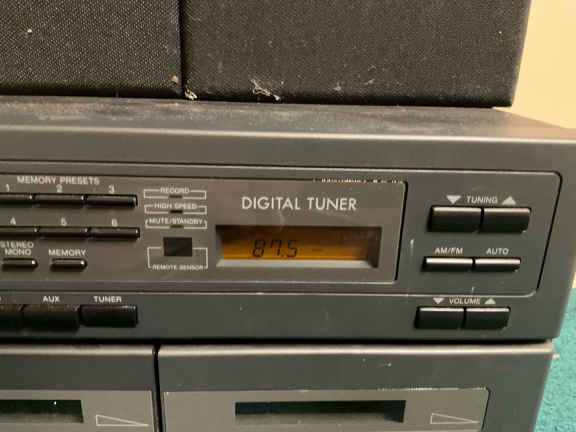 MEMORY PRESETS
1 2 3
4 5 6
STEREO
MONO
MEMORY
RECORD
HIGH SPEED
MUTE/STANDBY
REMOTE SENSOR
DIGITAL TUNER
87.5
TUNING
AM/FM AUTO
AUX TUNER
VOLUME